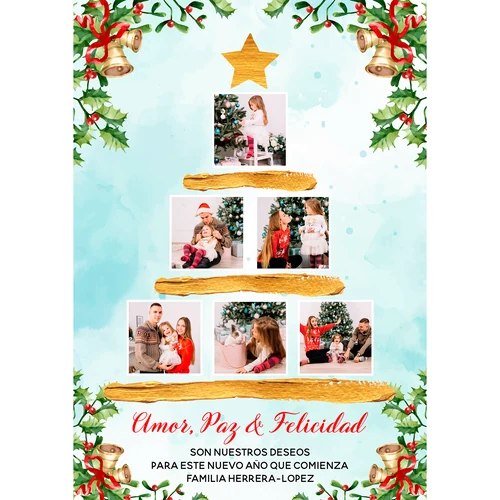 Amor, Paz & Felicidad
SON NUESTROS DESEOS
PARA ESTE NUEVO AÑO QUE COMIENZA
FAMILIA HERRERA-LOPEZ